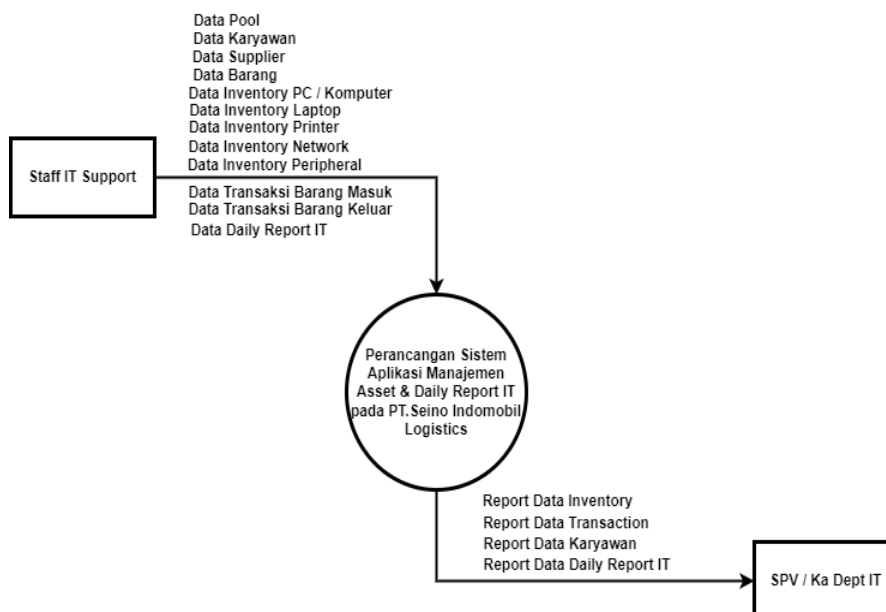 Data Pool
Data Karyawan
Data Supplier
Data Barang
Data Inventory PC / Komputer
Data Inventory Laptop
Data Inventory Printer
Data Inventory Network
Data Inventory Peripheral
Staff IT Support
Data Transaksi Barang Masuk
Data Transaksi Barang Keluar
Data Daily Report IT
Perancangan Sistem
Aplikasi Manajemen
Asset & Daily Report IT
pada PT.Seino Indomobil
Logistics
Report Data Inventory
Report Data Transaction
Report Data Karyawan
Report Data Daily Report IT
SPV / Ka Dept IT